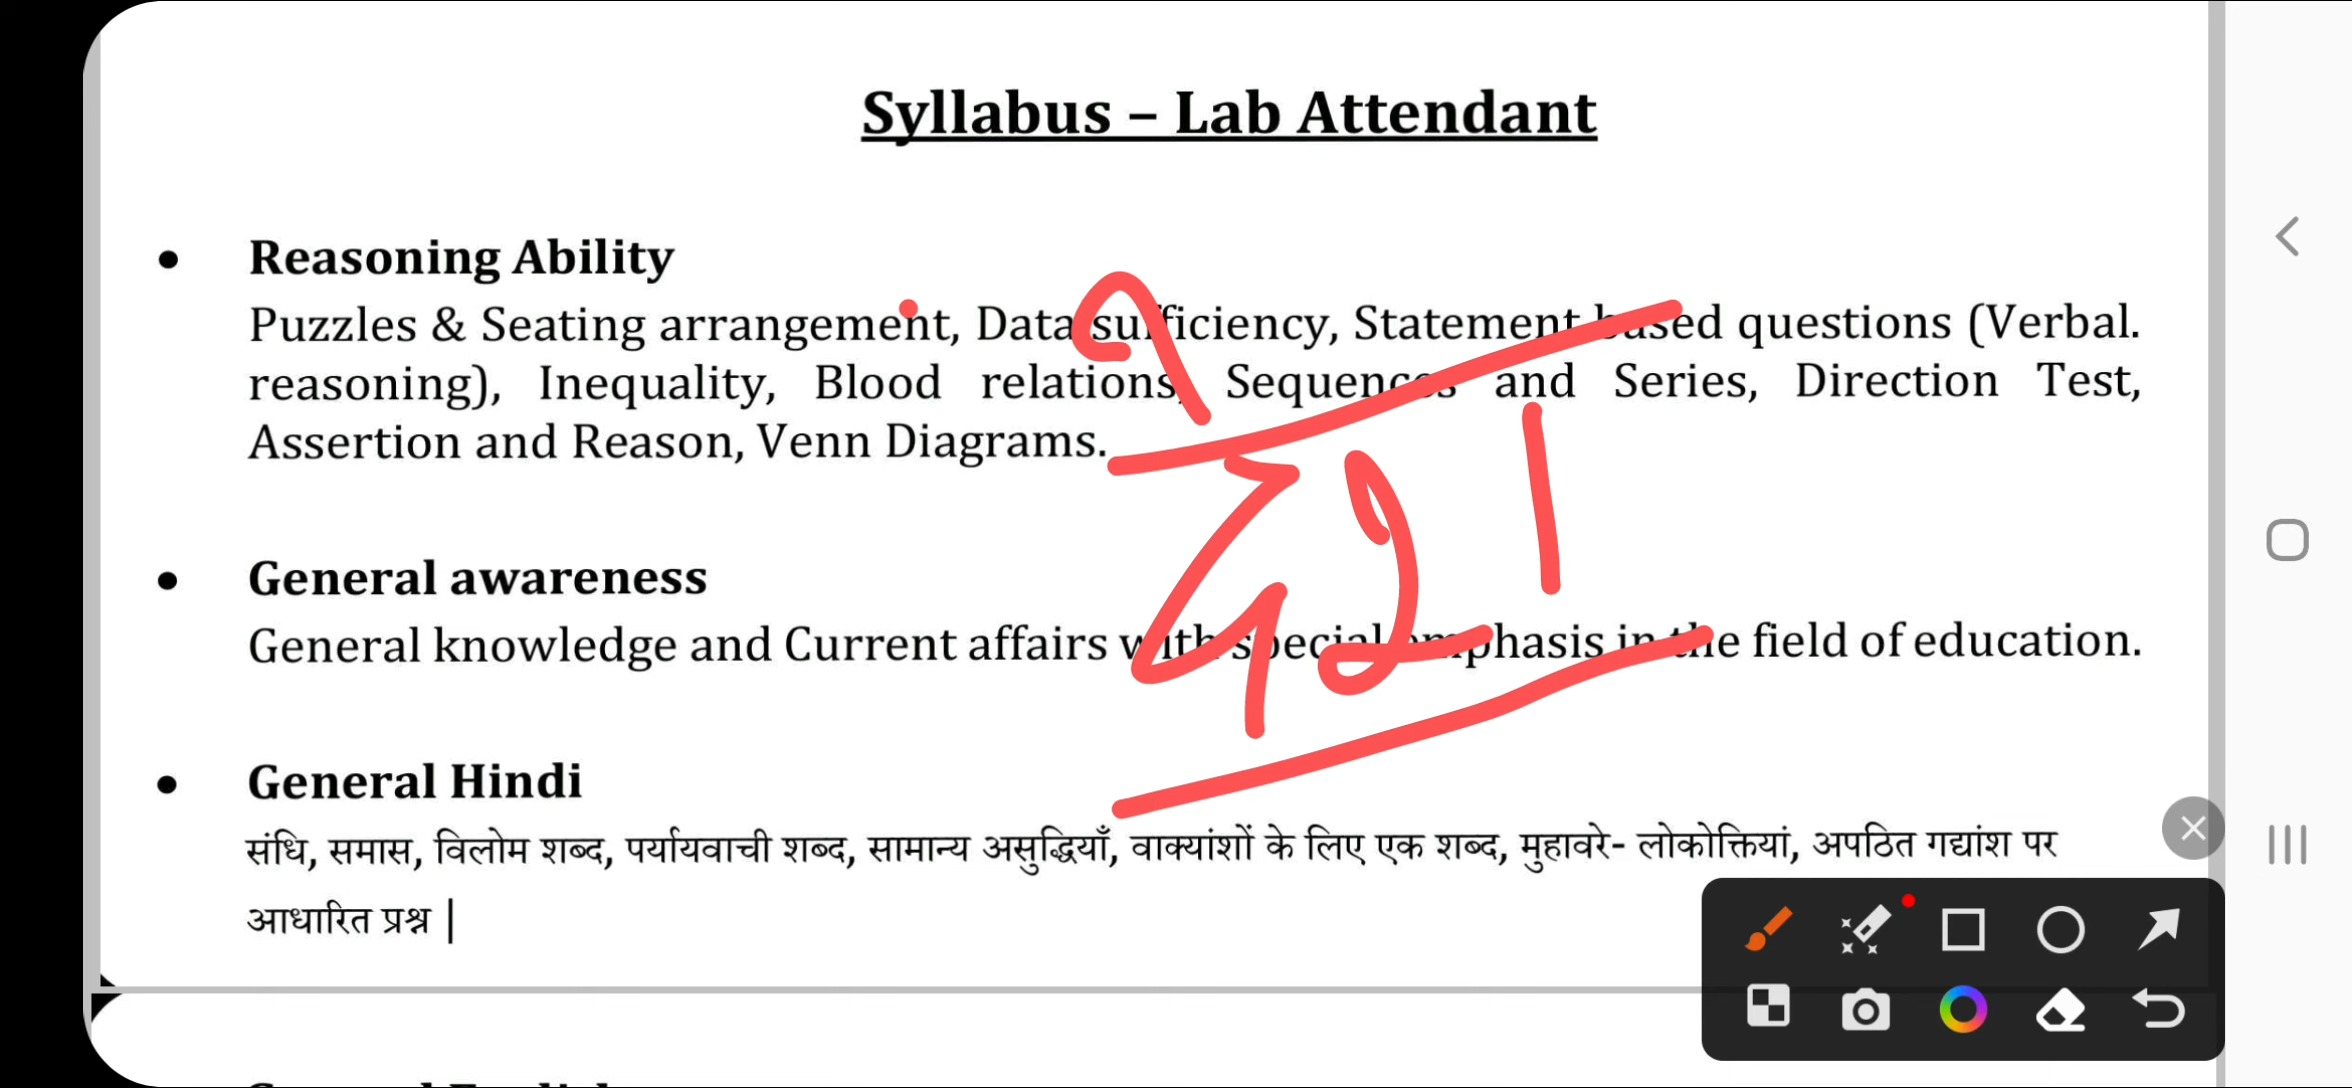 Syllabus – Lab Attendant
• Reasoning Ability
Puzzles & Seating arrangement, Data sufficiency, Statement based questions (Verbal.
reasoning), Inequality, Blood relations, Sequences and Series, Direction Test,
Assertion and Reason, Venn Diagrams.
• General awareness
General knowledge and Current affairs with special emphasis in the field of education.
• General Hindi
संधि, समास, विलोम शब्द, पर्यायवाची शब्द, सामान्य असुद्धियाँ, वाक्यांशों के लिए एक शब्द, मुहावरे- लोकोक्तियां, अपठित गद्यांश पर
आधारित प्रश्न |